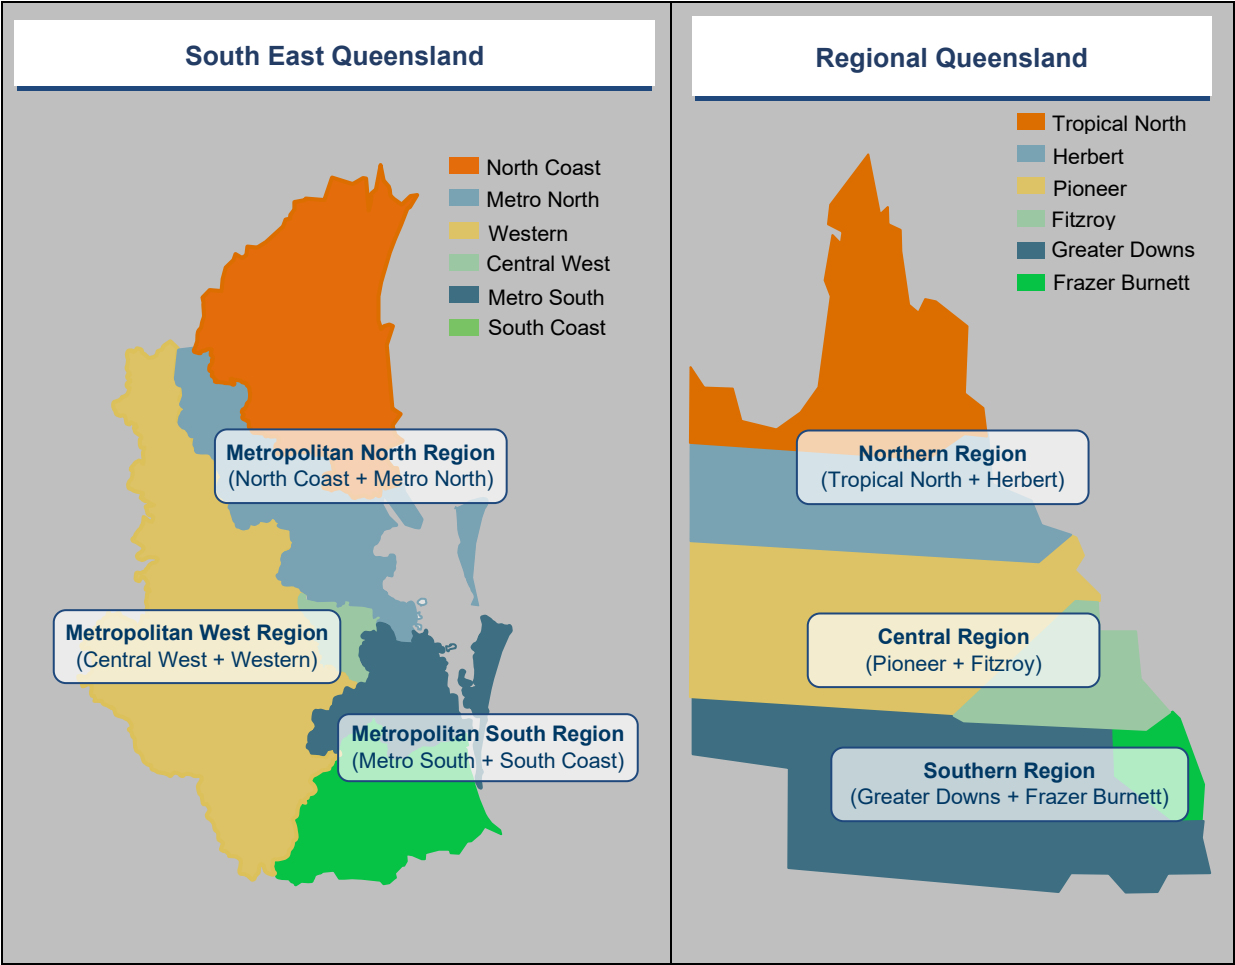 South East Queensland
North Coast
Metro North
Western
Central West
Metro South
South Coast
Metropolitan North Region
(North Coast + Metro North)
Metropolitan West Region
(Central West + Western)
Metropolitan South Region
(Metro South + South Coast)
Regional Queensland
Tropical North
Herbert
Pioneer
Fitzroy
Greater Downs
Frazer Burnett
Northern Region
(Tropical North + Herbert)
Central Region
(Pioneer + Fitzroy)
Southern Region
(Greater Downs + Frazer Burnett)